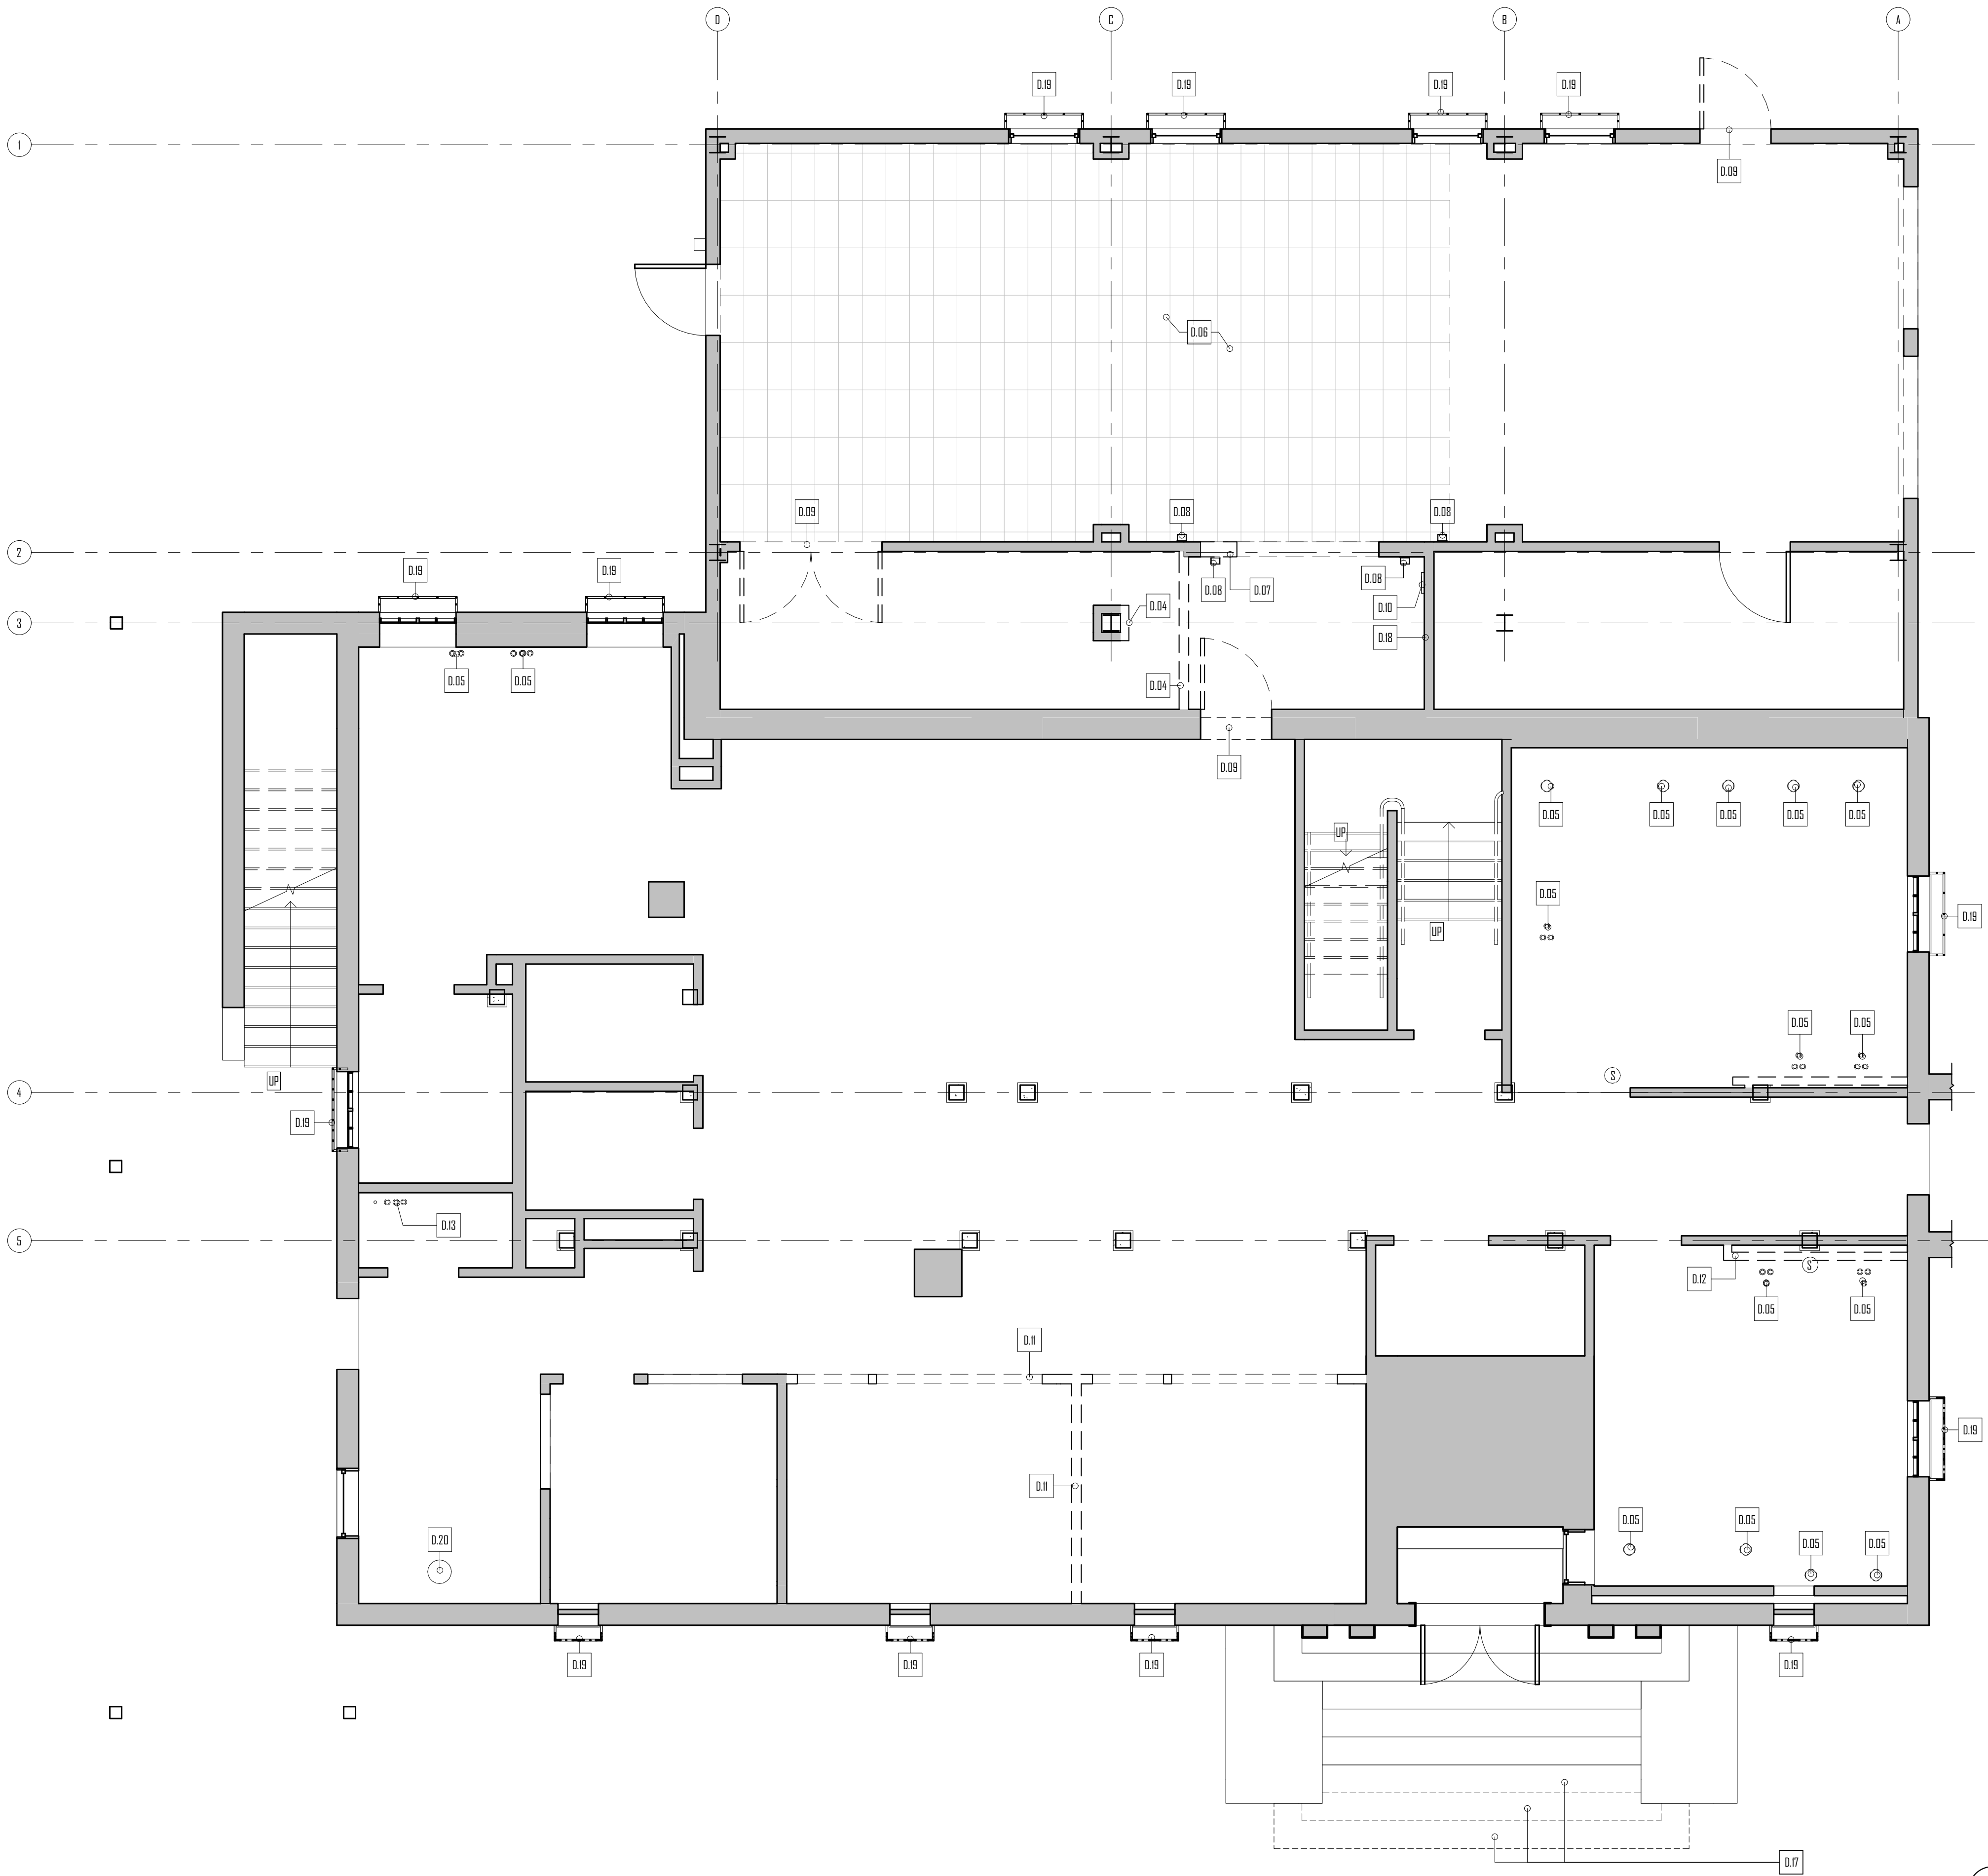 D C B A
D.19 D.19 D.19 D.19
1
D.09
D.06
D.09 D.08 D.08
2
D.19 D.19 D.08 D.07 D.08
D.04 D.10
3
D.18
D.05 D.05 D.04
D.09
D.05 D.05 D.05 D.05 D.05
UP
D.05
D.19
UP
D.05 D.05
UP S
4
D.19
D.13
5
S
D.12
D.05 D.05
D.11
D.19
D.11
D.05 D.05
D.20 D.05 D.05
D.19 D.19 D.19 D.19
D.17